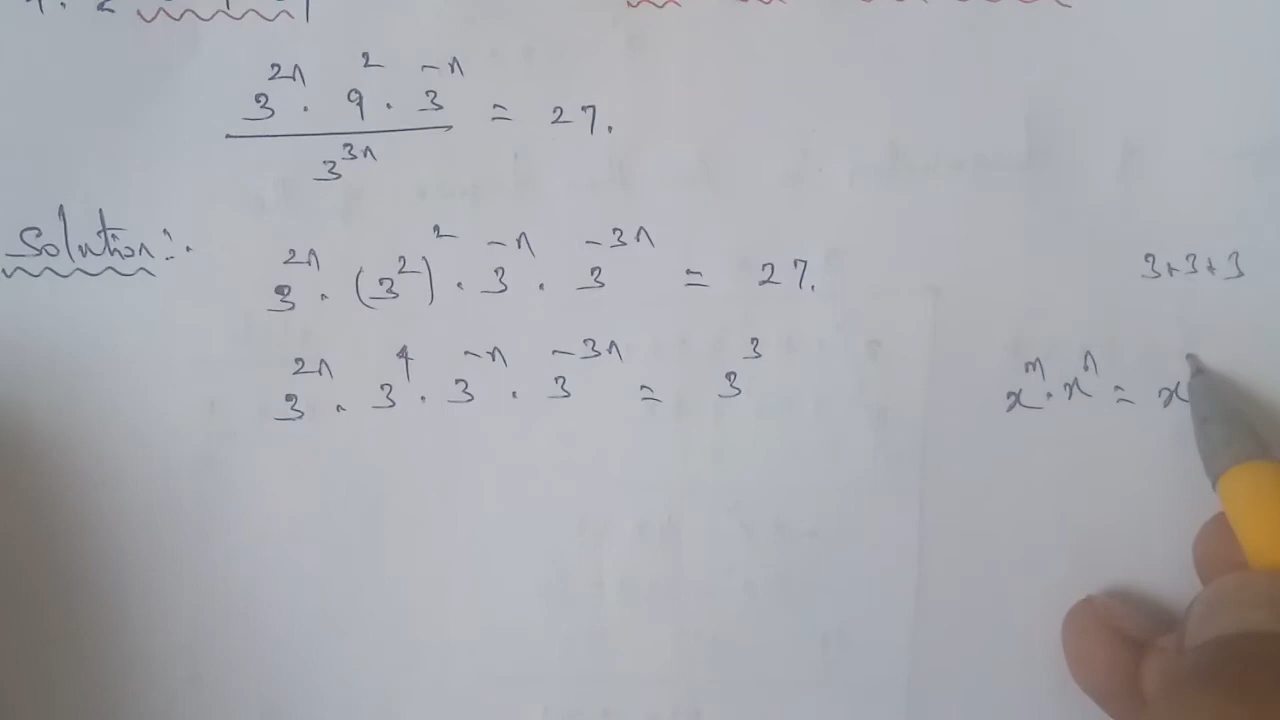 3^{2n} · 9^2 · 3^{-n} / 3^{3n} = 27.
Solution:-
3^{2n} · (3^2)^2 · 3^{-n} · 3^{-3n} = 27.
3+3+3
3^{2n} · 3^4 · 3^{-n} · 3^{-3n} = 3^3
x^m · x^n = x